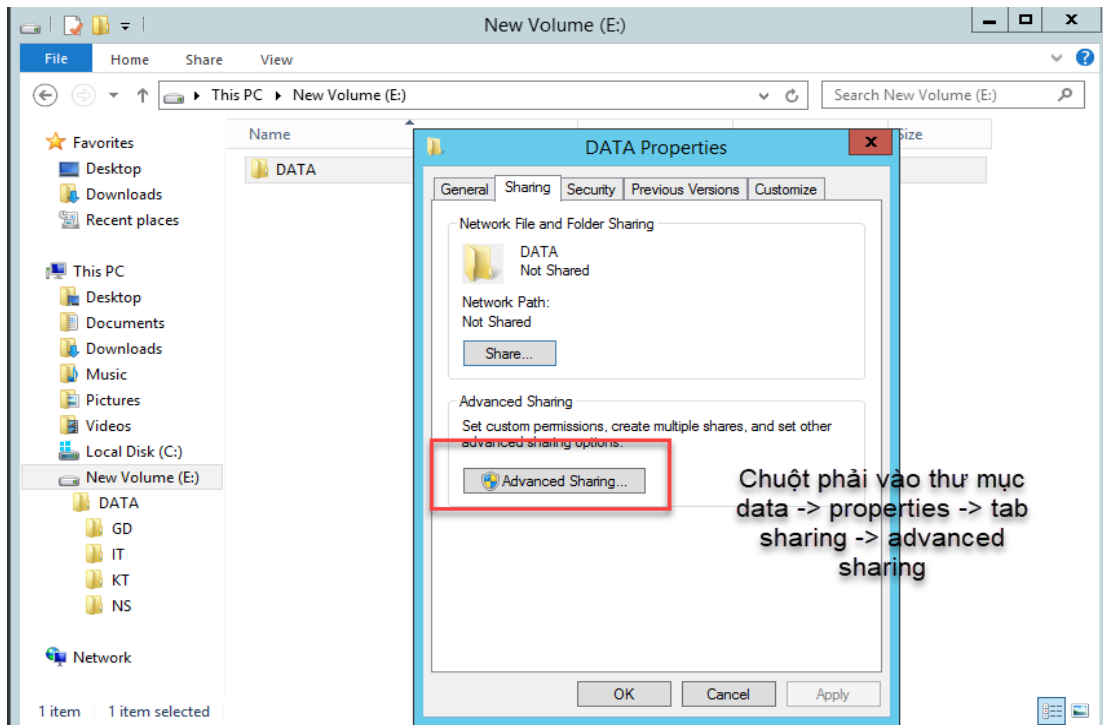 New Volume (E:)
File Home Share View
This PC New Volume (E:)
Search New Volume (E:)
Favorites
Desktop
Downloads
Recent places
This PC
Desktop
Documents
Downloads
Music
Pictures
Videos
Local Disk (C:)
New Volume (E:)
DATA
GD
IT
KT
NS
Network
Name
Size
DATA
DATA Properties
General Sharing Security Previous Versions Customize
Network File and Folder Sharing
DATA
Not Shared
Network Path:
Not Shared
Share...
Advanced Sharing
Set custom permissions, create multiple shares, and set other
advanced sharing options.
Advanced Sharing...
OK Cancel Apply
Chuột phải vào thư mục
data -> properties -> tab
sharing -> advanced
sharing
1 item 1 item selected